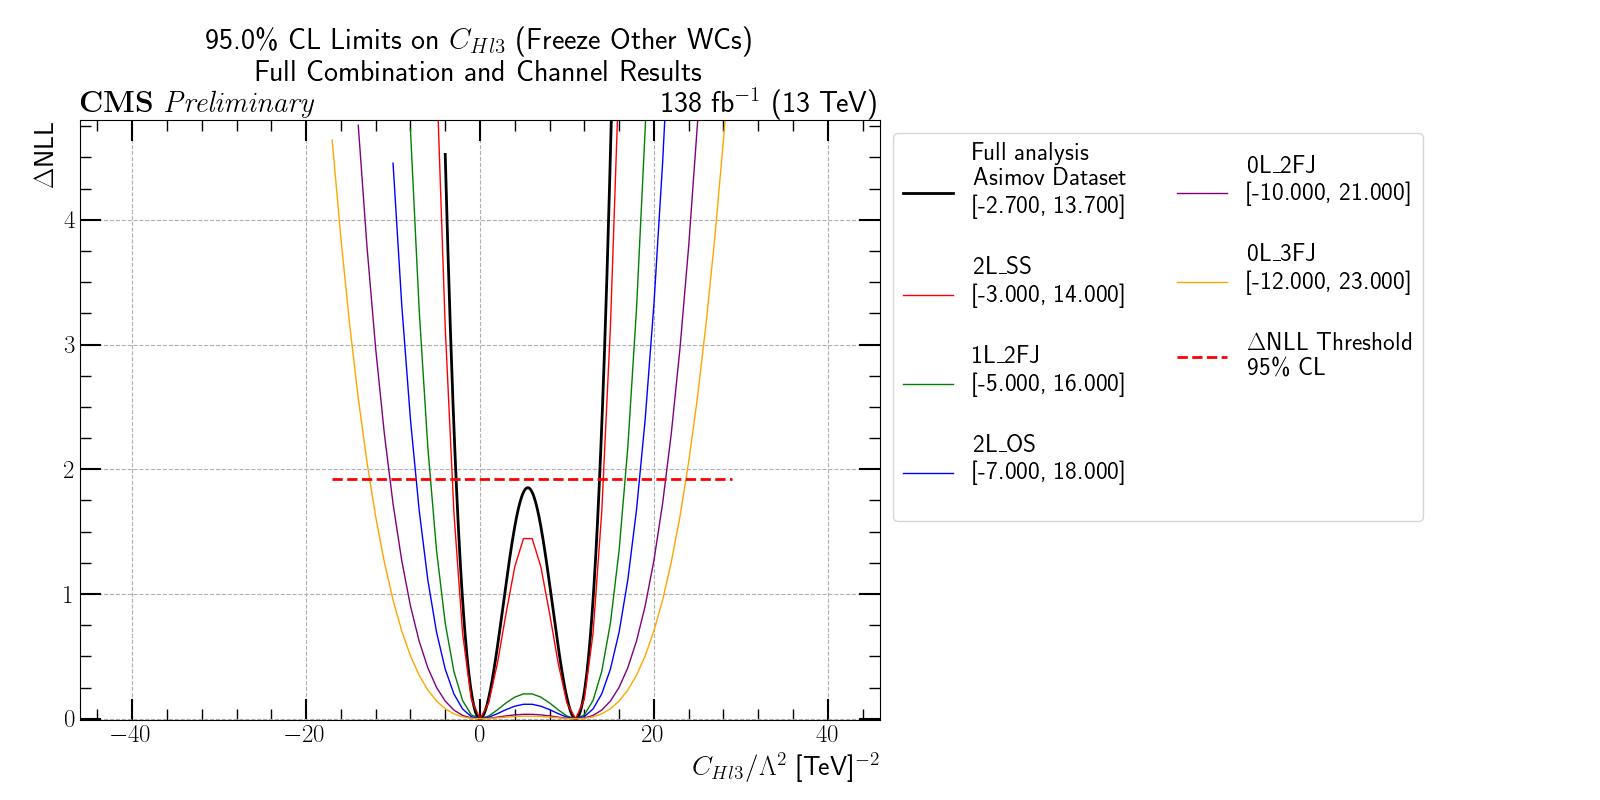 95.0% CL Limits on C_{Hl3} (Freeze Other WCs)
Full Combination and Channel Results
CMS Preliminary
138 fb^{-1} (13 TeV)
ΔNLL
4
3
2
1
0
−40
−20
0
20
40
C_{Hl3}/Λ^{2} [TeV]^{-2}
Full analysis
Asimov Dataset
[-2.700, 13.700]
2L_SS
[-3.000, 14.000]
1L_2FJ
[-5.000, 16.000]
2L_OS
[-7.000, 18.000]
0L_2FJ
[-10.000, 21.000]
0L_3FJ
[-12.000, 23.000]
ΔNLL Threshold
95% CL